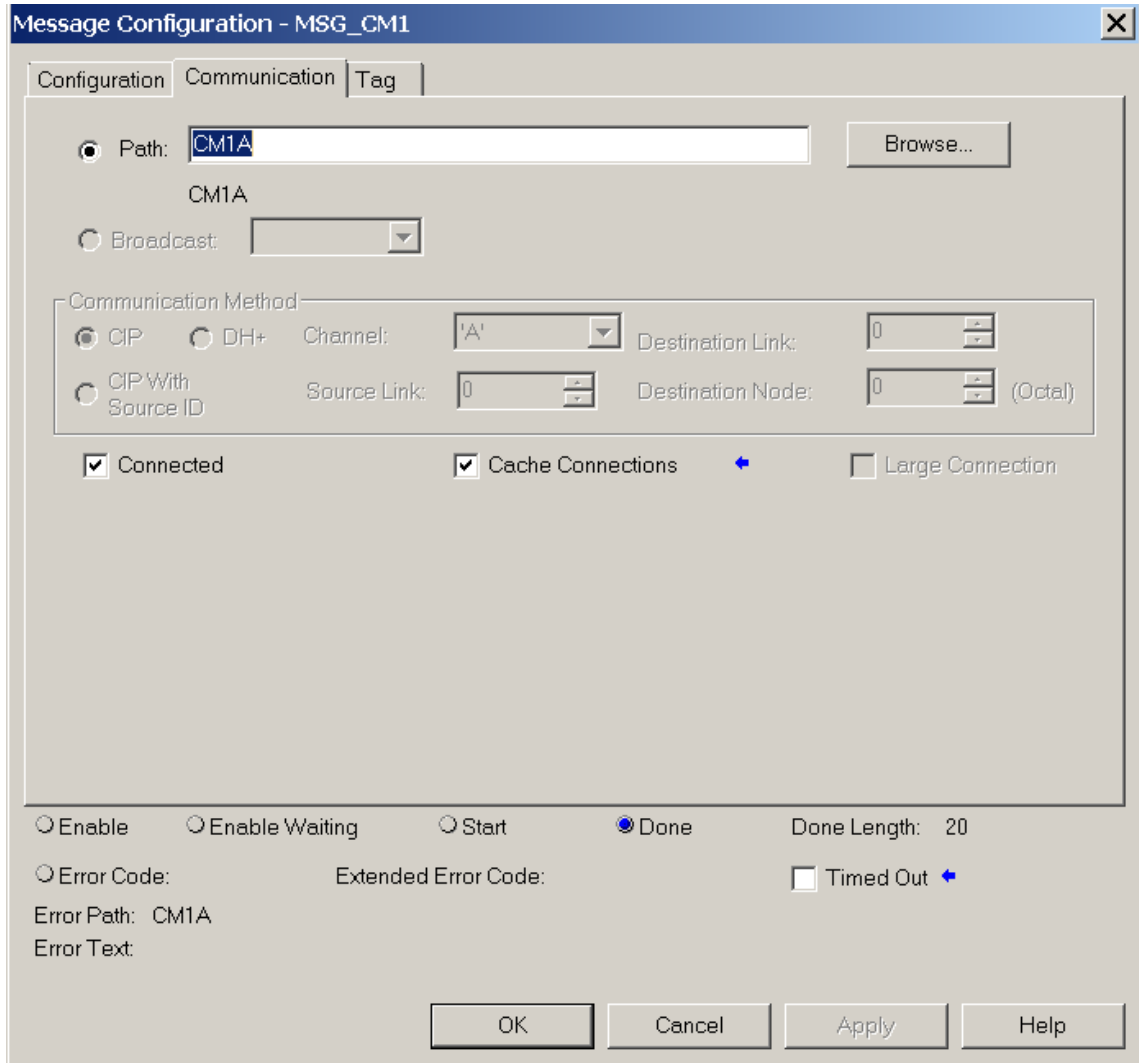 Message Configuration - MSG_CM1
Configuration Communication Tag
Path: CM1A Browse...
CM1A
Broadcast:
Communication Method
CIP DH+ Channel: 'A' Destination Link: 0
CIP With
Source ID Source Link: 0 Destination Node: 0 (Octal)
Connected Cache Connections Large Connection
Enable Enable Waiting Start Done Done Length: 20
Error Code: Extended Error Code: Timed Out
Error Path: CM1A
Error Text:
OK Cancel Apply Help